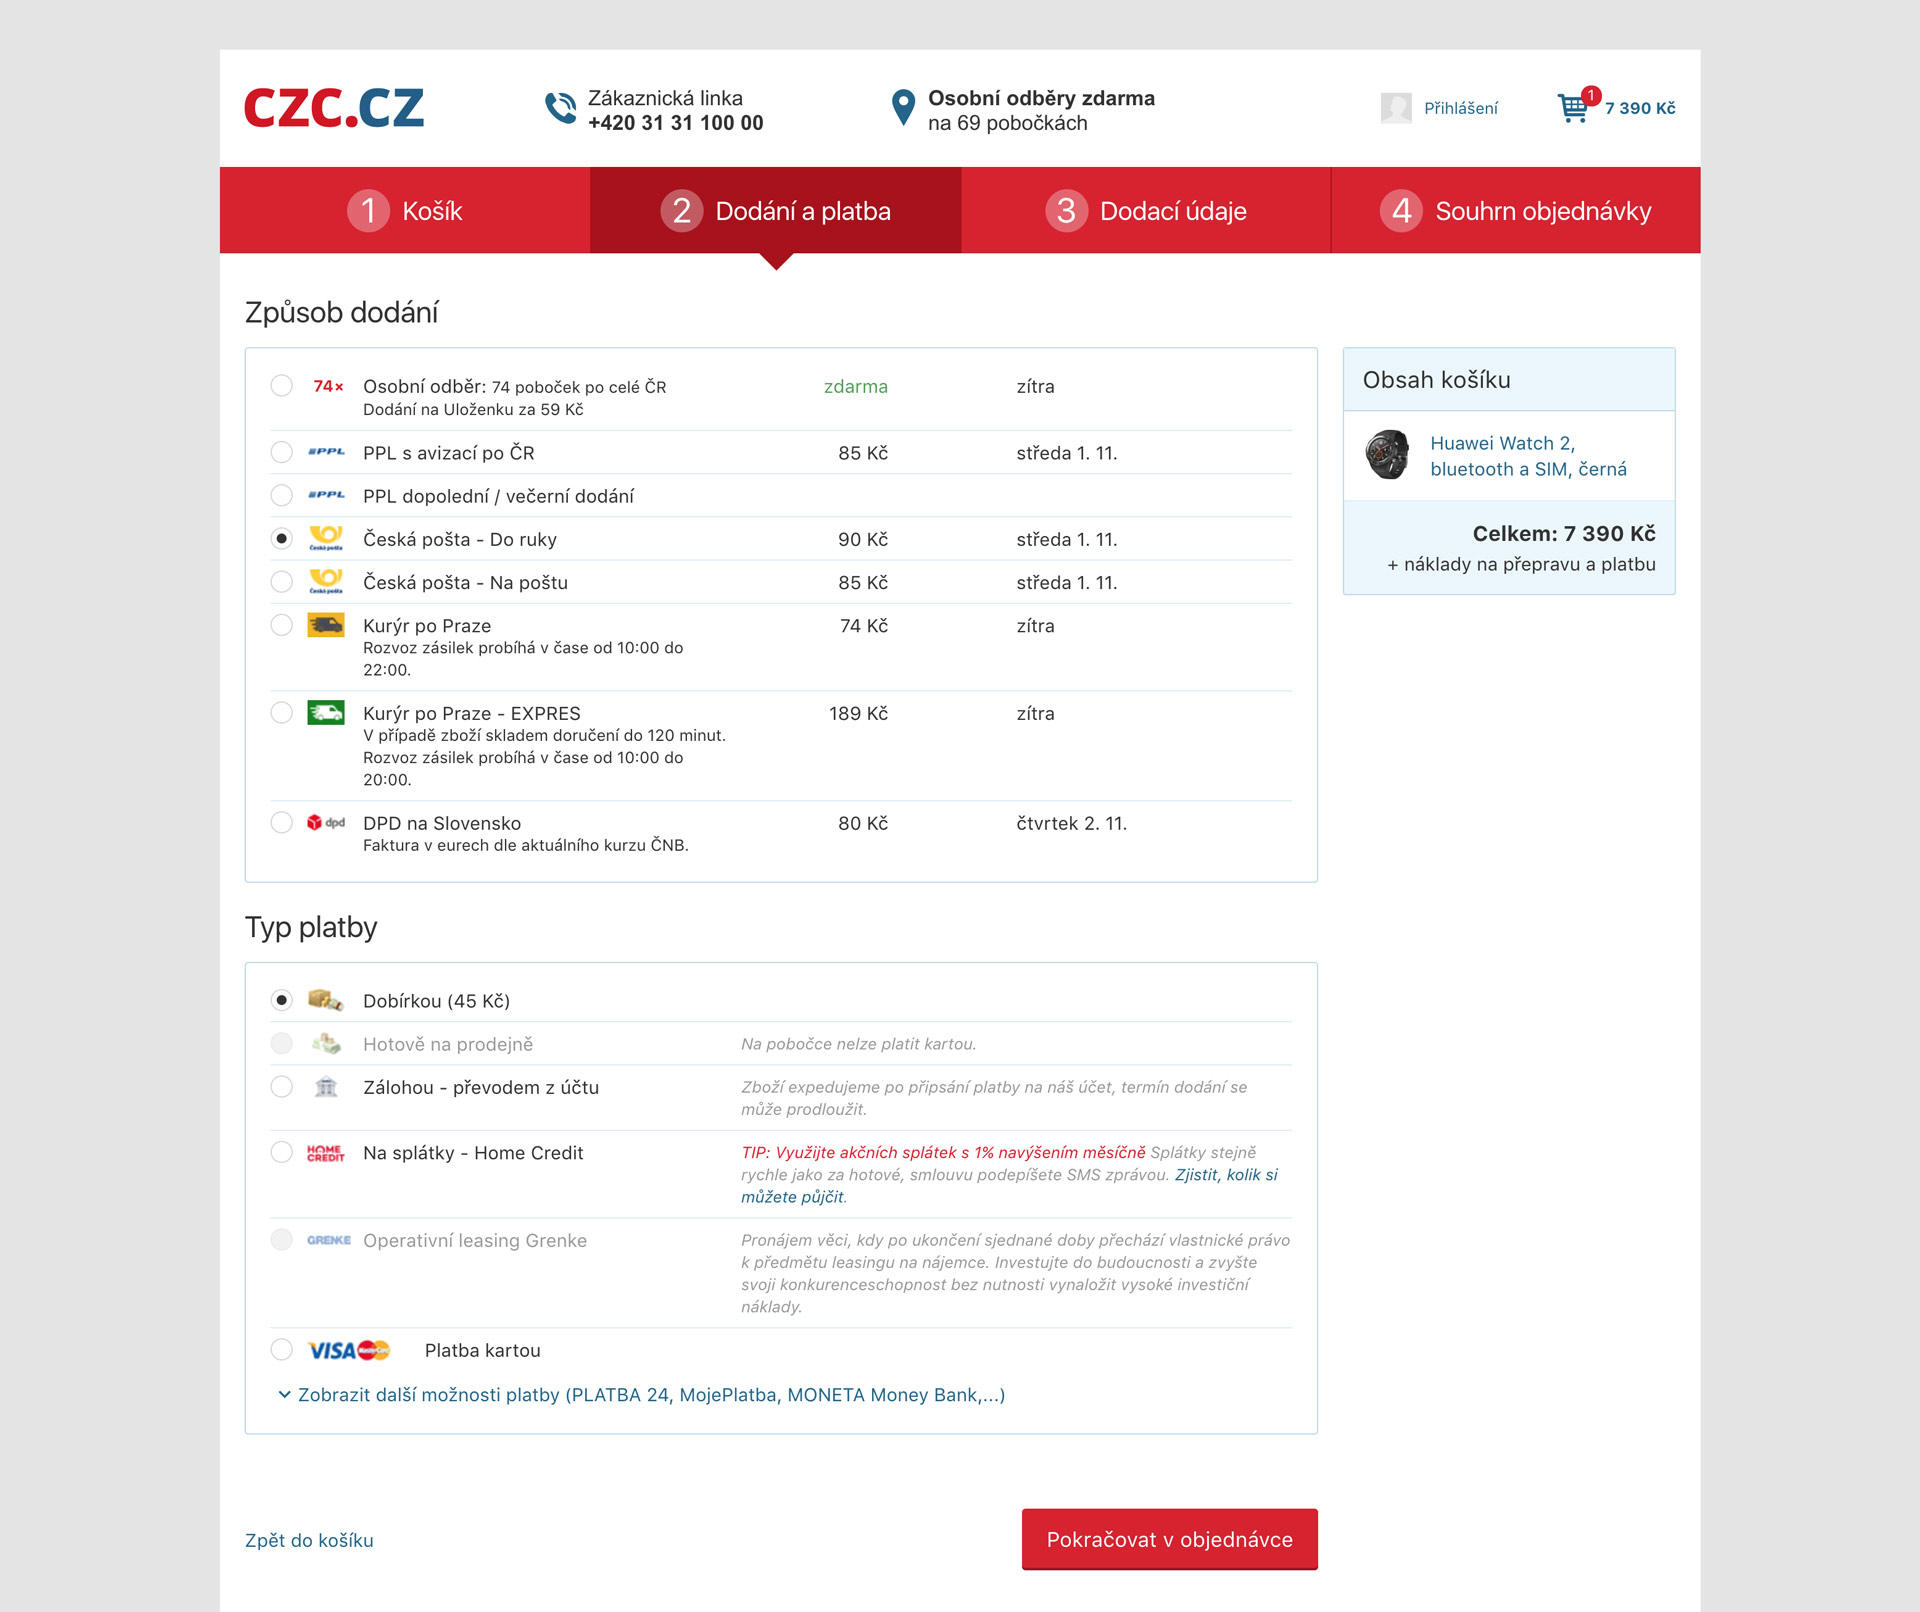 CZC.CZ
Zákaznická linka
+420 31 31 100 00
Osobní odběry zdarma
na 69 pobočkách
Přihlášení
1
7 390 Kč
1 Košík
2 Dodání a platba
3 Dodací údaje
4 Souhrn objednávky
Způsob dodání
74× Osobní odběr: 74 poboček po celé ČR zdarma zítra
Dodání na Uloženku za 59 Kč
PPL PPL s avizací po ČR 85 Kč středa 1. 11.
PPL PPL dopolední / večerní dodání
Česká pošta Česká pošta - Do ruky 90 Kč středa 1. 11.
Česká pošta Česká pošta - Na poštu 85 Kč středa 1. 11.
Kurýr po Praze 74 Kč zítra
Rozvoz zásilek probíhá v čase od 10:00 do
22:00.
Kurýr po Praze - EXPRES 189 Kč zítra
V případě zboží skladem doručení do 120 minut.
Rozvoz zásilek probíhá v čase od 10:00 do
20:00.
dpd DPD na Slovensko 80 Kč čtvrtek 2. 11.
Faktura v eurech dle aktuálního kurzu ČNB.
Obsah košíku
Huawei Watch 2,
bluetooth a SIM, černá
Celkem: 7 390 Kč
+ náklady na přepravu a platbu
Typ platby
Dobírkou (45 Kč)
Hotově na prodejně Na pobočce nelze platit kartou.
Zálohou - převodem z účtu Zboží expedujeme po připsání platby na náš účet, termín dodání se
může prodloužit.
HOME CREDIT Na splátky - Home Credit TIP: Využijte akčních splátek s 1% navýšením měsíčně Splátky stejně
rychle jako za hotové, smlouvu podepíšete SMS zprávou. Zjistit, kolik si
můžete půjčit.
GRENKE Operativní leasing Grenke Pronájem věci, kdy po ukončení sjednané doby přechází vlastnické právo
k předmětu leasingu na nájemce. Investujte do budoucnosti a zvyšte
svoji konkurenceschopnost bez nutnosti vynaložit vysoké investiční
náklady.
VISA MasterCard Platba kartou
Zobrazit další možnosti platby (PLATBA 24, MojePlatba, MONETA Money Bank,...)
Zpět do košíku
Pokračovat v objednávce